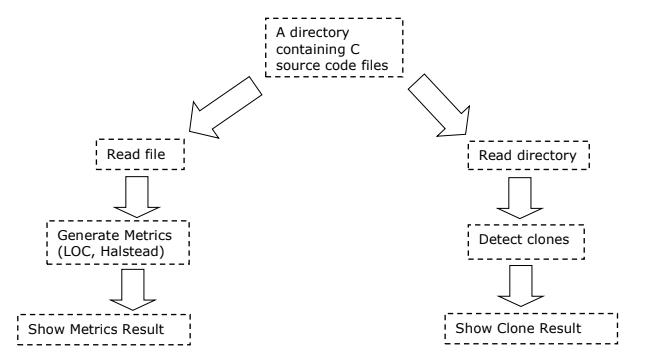 A directory
containing C
source code files
Read file
Read directory
Generate Metrics
(LOC, Halstead)
Detect clones
Show Metrics Result
Show Clone Result